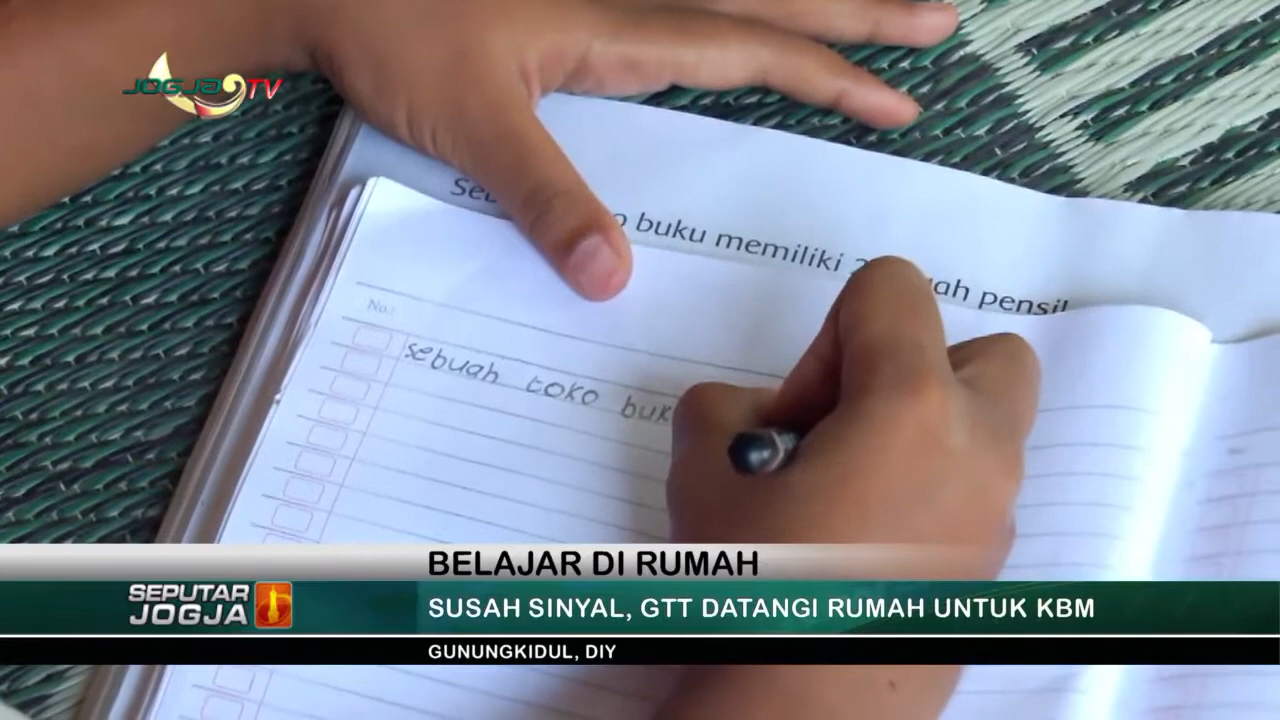 JOGJA TV
buku memiliki
pensil
No.:
sebuah toko buk
BELAJAR DI RUMAH
SEPUTAR
JOGJA
SUSAH SINYAL, GTT DATANGI RUMAH UNTUK KBM
GUNUNGKIDUL, DIY